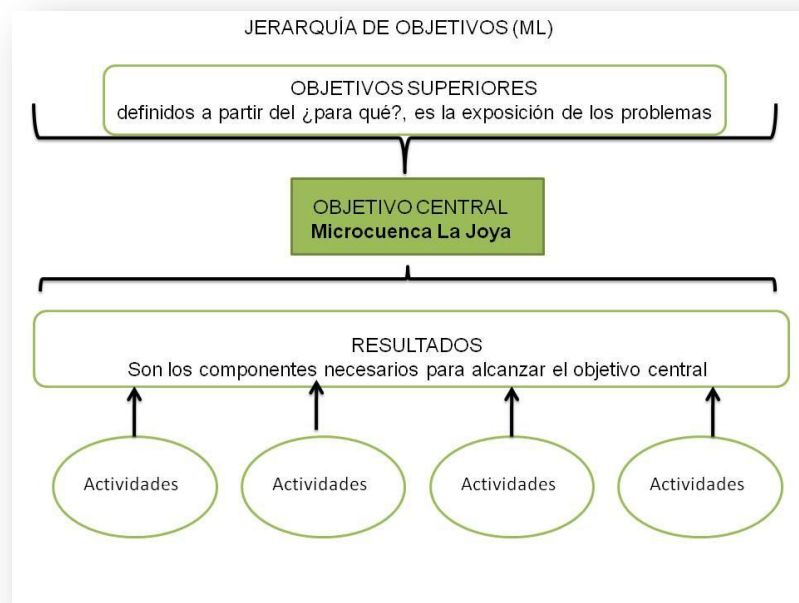 JERARQUÍA DE OBJETIVOS (ML)
OBJETIVOS SUPERIORES
definidos a partir del ¿para qué?, es la exposición de los problemas
OBJETIVO CENTRAL
Microcuenca La Joya
RESULTADOS
Son los componentes necesarios para alcanzar el objetivo central
Actividades
Actividades
Actividades
Actividades